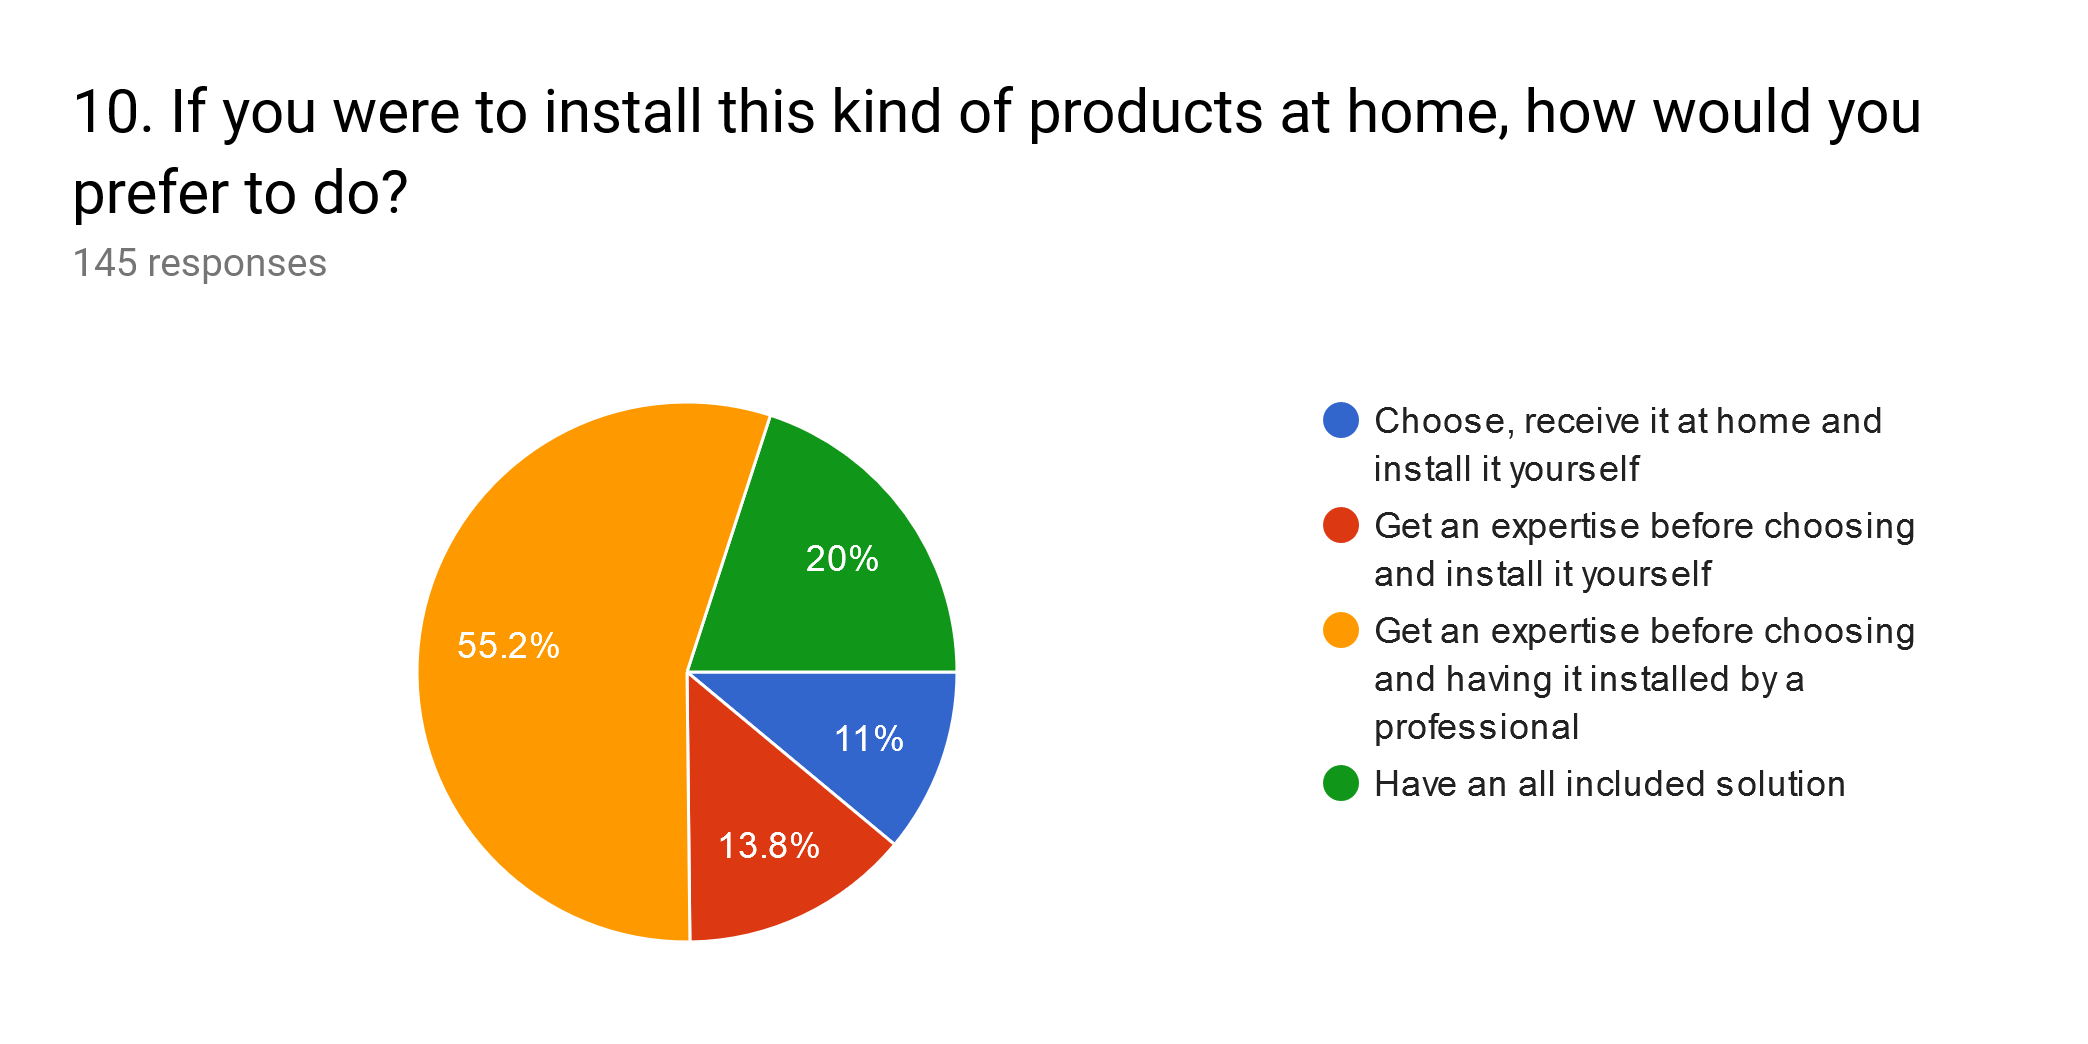 10. If you were to install this kind of products at home, how would you
prefer to do?
145 responses
20%
55.2%
11%
13.8%
Choose, receive it at home and
install it yourself
Get an expertise before choosing
and install it yourself
Get an expertise before choosing
and having it installed by a
professional
Have an all included solution